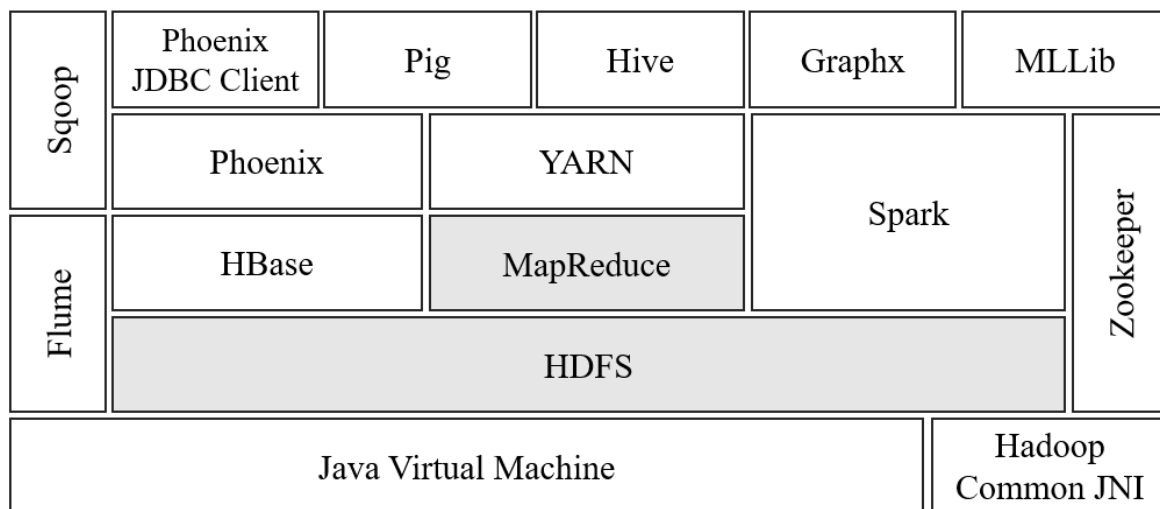 Sqoop
Phoenix
JDBC Client
Pig
Hive
Graphx
MLLib
Phoenix
YARN
Spark
Zookeeper
Flume
HBase
MapReduce
HDFS
Java Virtual Machine
Hadoop
Common JNI